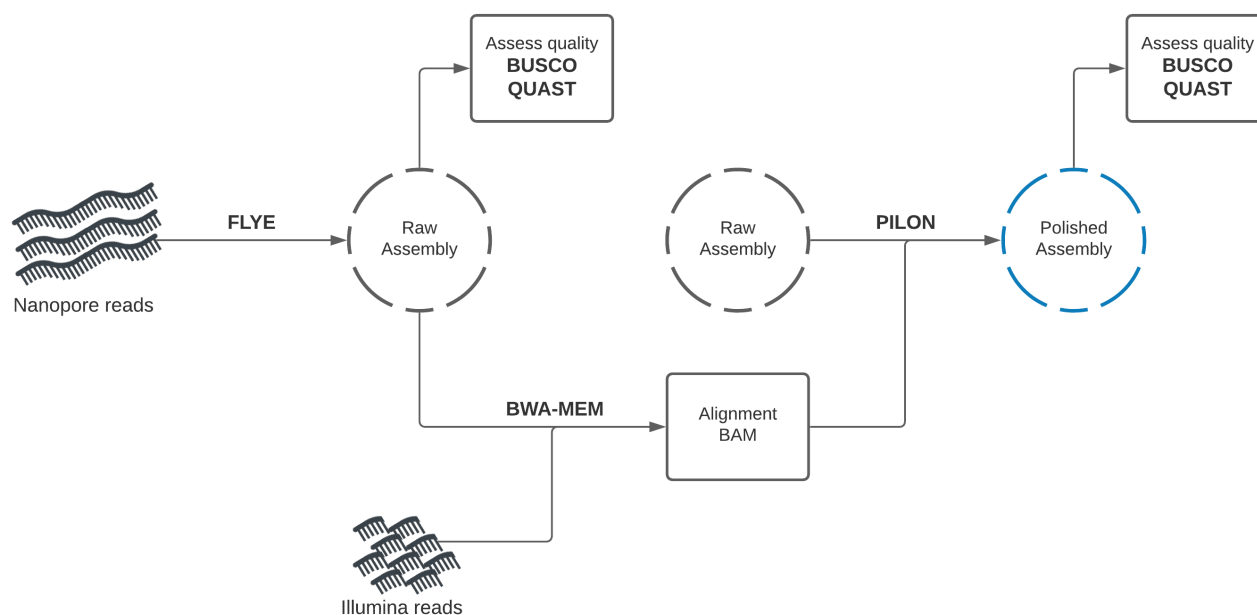 Assess quality
BUSCO
QUAST
Assess quality
BUSCO
QUAST
FLYE
Raw
Assembly
Raw
Assembly
PILON
Polished
Assembly
Nanopore reads
BWA-MEM
Alignment
BAM
Illumina reads